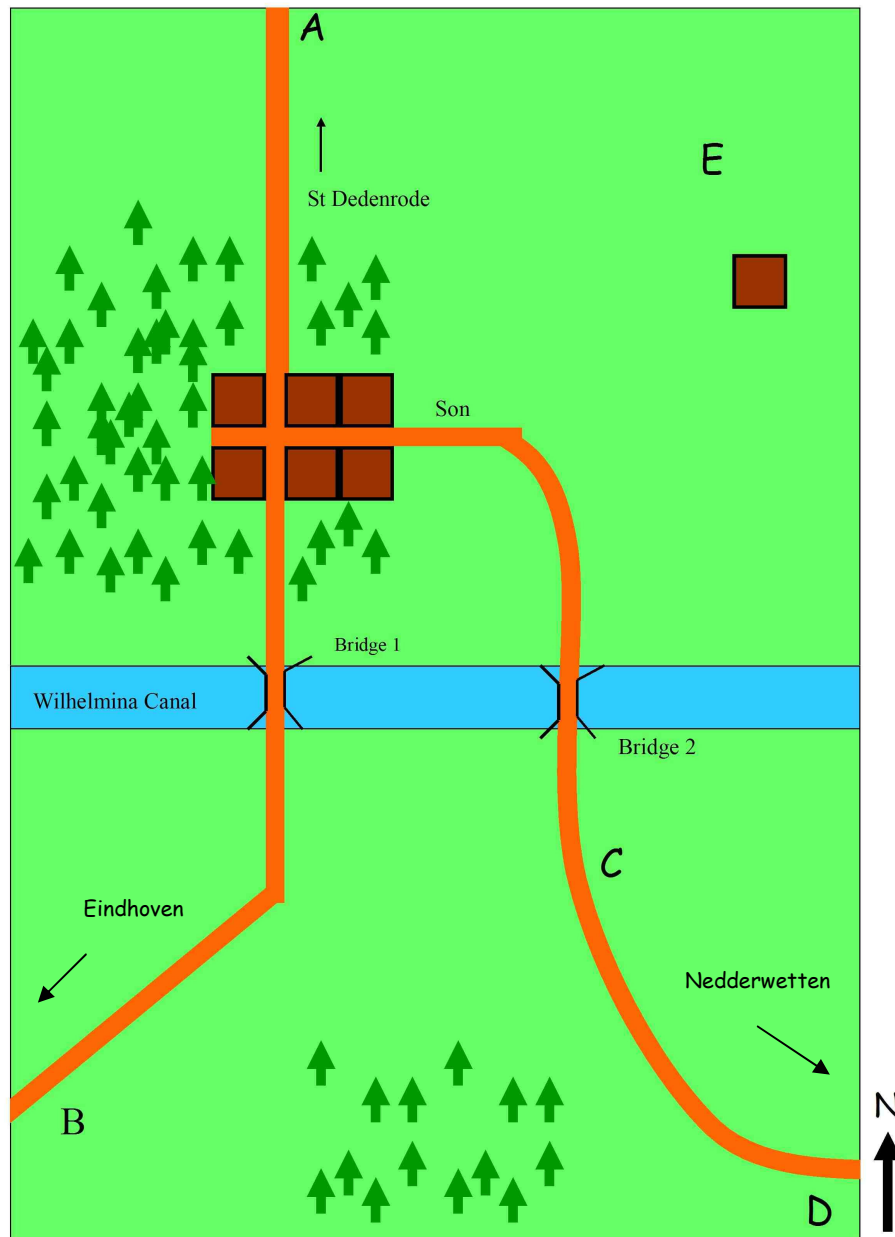 A
E
St Dedenrode
Son
Bridge 1
Wilhelmina Canal
Bridge 2
C
Eindhoven
Nedderwetten
N
B
D